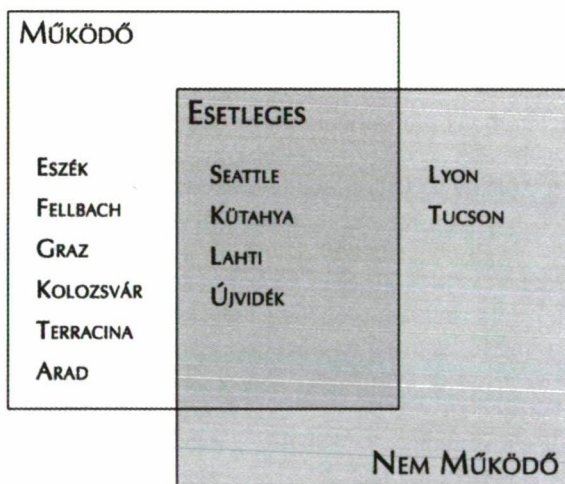 MŰKÖDŐ
ESETLEGES
ESZÉK
FELLBACH
GRAZ
KOLOZSVÁR
TERRACINA
ARAD
SEATTLE
KÜTAHYA
LAHTI
ÚJVIDÉK
LYON
TUCSON
NEM MŰKÖDŐ